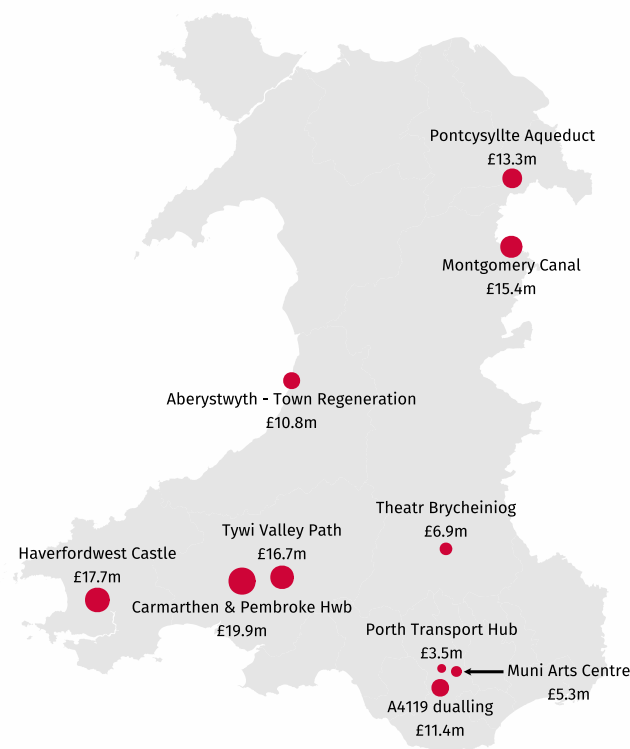 Pontcysyllte Aqueduct
£13.3m
Montgomery Canal
£15.4m
Aberystwyth - Town Regeneration
£10.8m
Theatr Brycheiniog
£6.9m
Tywi Valley Path
£16.7m
Haverfordwest Castle
£17.7m
Carmarthen & Pembroke Hwb
£19.9m
Porth Transport Hub
£3.5m
Muni Arts Centre
£5.3m
A4119 dualling
£11.4m